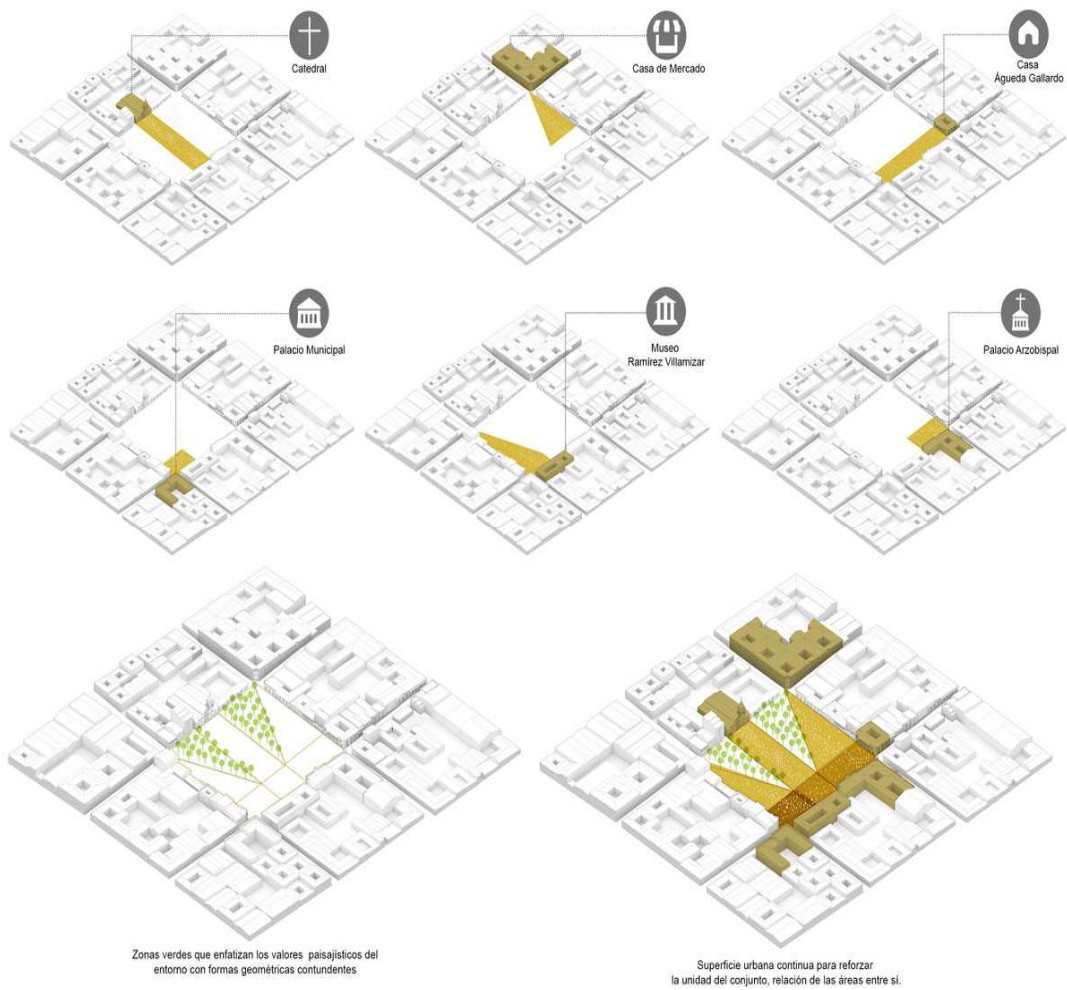 Catedral
Casa de Mercado
Casa
Águeda Gallardo
Palacio Municipal
Museo
Ramírez Villamizar
Palacio Arzobispal
Zonas verdes que enfatizan los valores paisajísticos del
entorno con formas geométricas contundentes
Superficie urbana continua para reforzar
la unidad del conjunto, relación de las áreas entre sí.